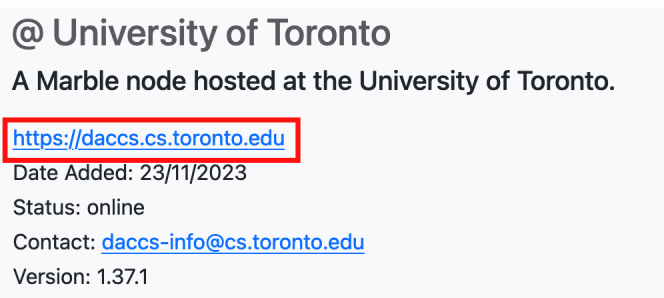 @ University of Toronto
A Marble node hosted at the University of Toronto.
https://daccs.cs.toronto.edu
Date Added: 23/11/2023
Status: online
Contact: daccs-info@cs.toronto.edu
Version: 1.37.1